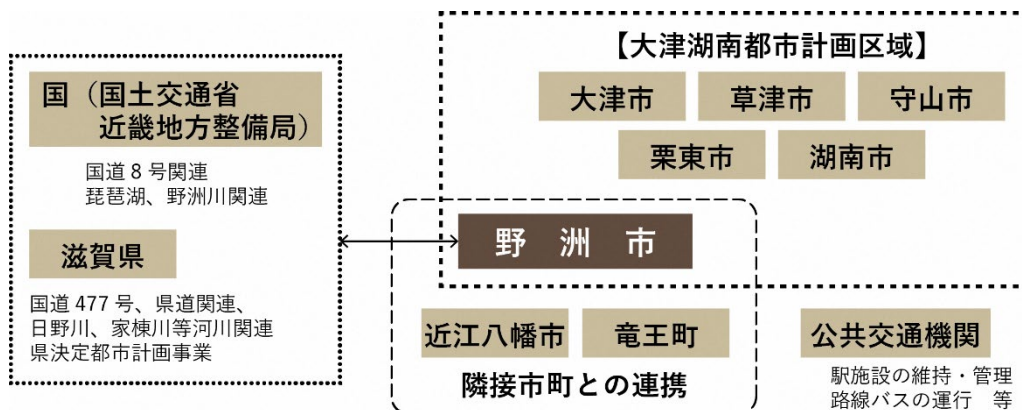 国（国土交通省
近畿地方整備局）
国道 8 号関連
琵琶湖、野洲川関連
滋賀県
国道 477 号、県道関連、
日野川、家棟川等河川関連
県決定都市計画事業
【大津湖南都市計画区域】
大津市
草津市
守山市
栗東市
湖南市
野 洲 市
近江八幡市
竜王町
隣接市町との連携
公共交通機関
駅施設の維持・管理
路線バスの運行 等